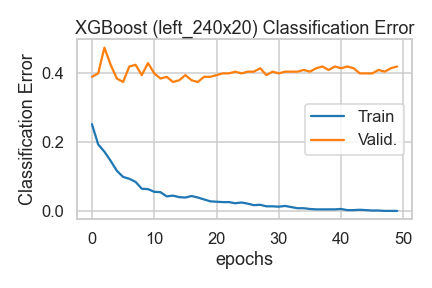 XGBoost (left_240x20) Classification Error
Classification Error
0.4
0.2
0.0
Train
Valid.
0
10
20
30
40
50
epochs